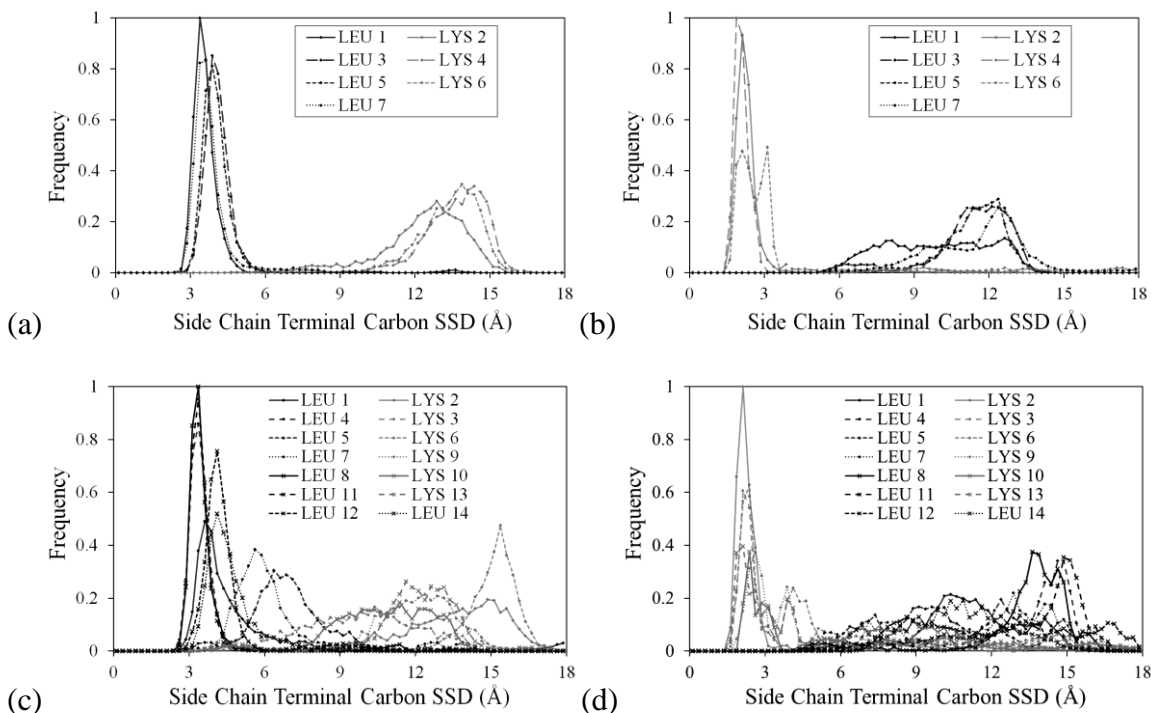 1
0.8
0.6
0.4
0.2
0
Frequency
LEU 1 LYS 2
LEU 3 LYS 4
LEU 5 LYS 6
LEU 7
0 3 6 9 12 15 18
Side Chain Terminal Carbon SSD (Å)
(a)
1
0.8
0.6
0.4
0.2
0
Frequency
LEU 1 LYS 2
LEU 3 LYS 4
LEU 5 LYS 6
LEU 7
0 3 6 9 12 15 18
Side Chain Terminal Carbon SSD (Å)
(b)
1
0.8
0.6
0.4
0.2
0
Frequency
LEU 1 LYS 2
LEU 4 LYS 3
LEU 5 LYS 6
LEU 7 LYS 9
LEU 8 LYS 10
LEU 11 LYS 13
LEU 12 LEU 14
0 3 6 9 12 15 18
Side Chain Terminal Carbon SSD (Å)
(c)
1
0.8
0.6
0.4
0.2
0
Frequency
LEU 1 LYS 2
LEU 4 LYS 3
LEU 5 LYS 6
LEU 7 LYS 9
LEU 8 LYS 10
LEU 11 LYS 13
LEU 12 LEU 14
0 3 6 9 12 15 18
Side Chain Terminal Carbon SSD (Å)
(d)